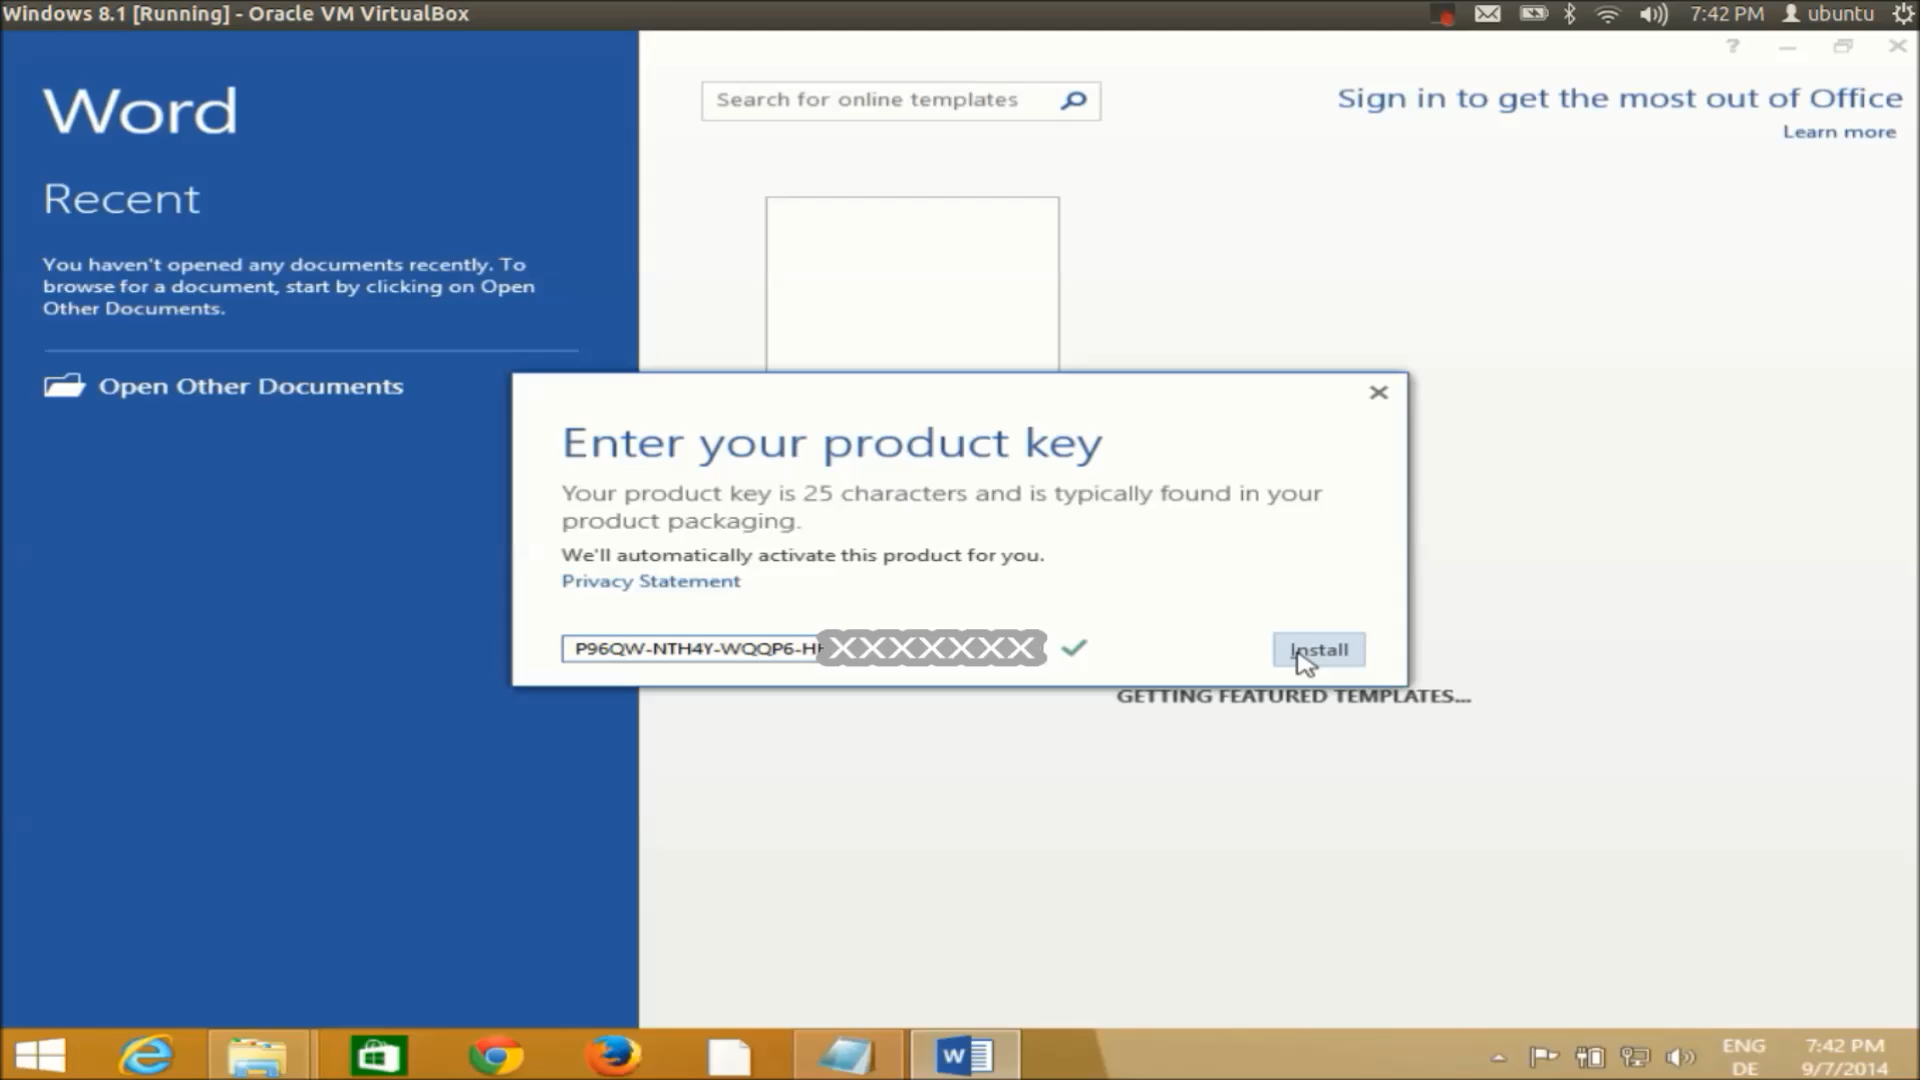 Windows 8.1 [Running] - Oracle VM VirtualBox
7:42 PM ubuntu
Word
Search for online templates
Sign in to get the most out of Office
Learn more
Recent
You haven't opened any documents recently. To
browse for a document, start by clicking on Open
Other Documents.
Open Other Documents
Enter your product key
Your product key is 25 characters and is typically found in your
product packaging.
We'll automatically activate this product for you.
Privacy Statement
P96QW-NTH4Y-WQQP6-H XXXXXXX
Install
GETTING FEATURED TEMPLATES...
ENG
DE
7:42 PM
9/7/2014